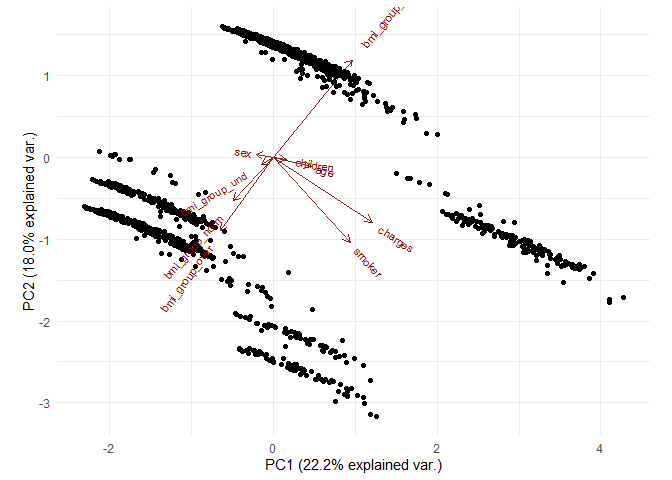 bmi_group_
1
0
-1
-2
-3
PC2 (18.0% explained var.)
sex
children
age
bmi_group_und
charges
smoker
-2
0
2
4
PC1 (22.2% explained var.)